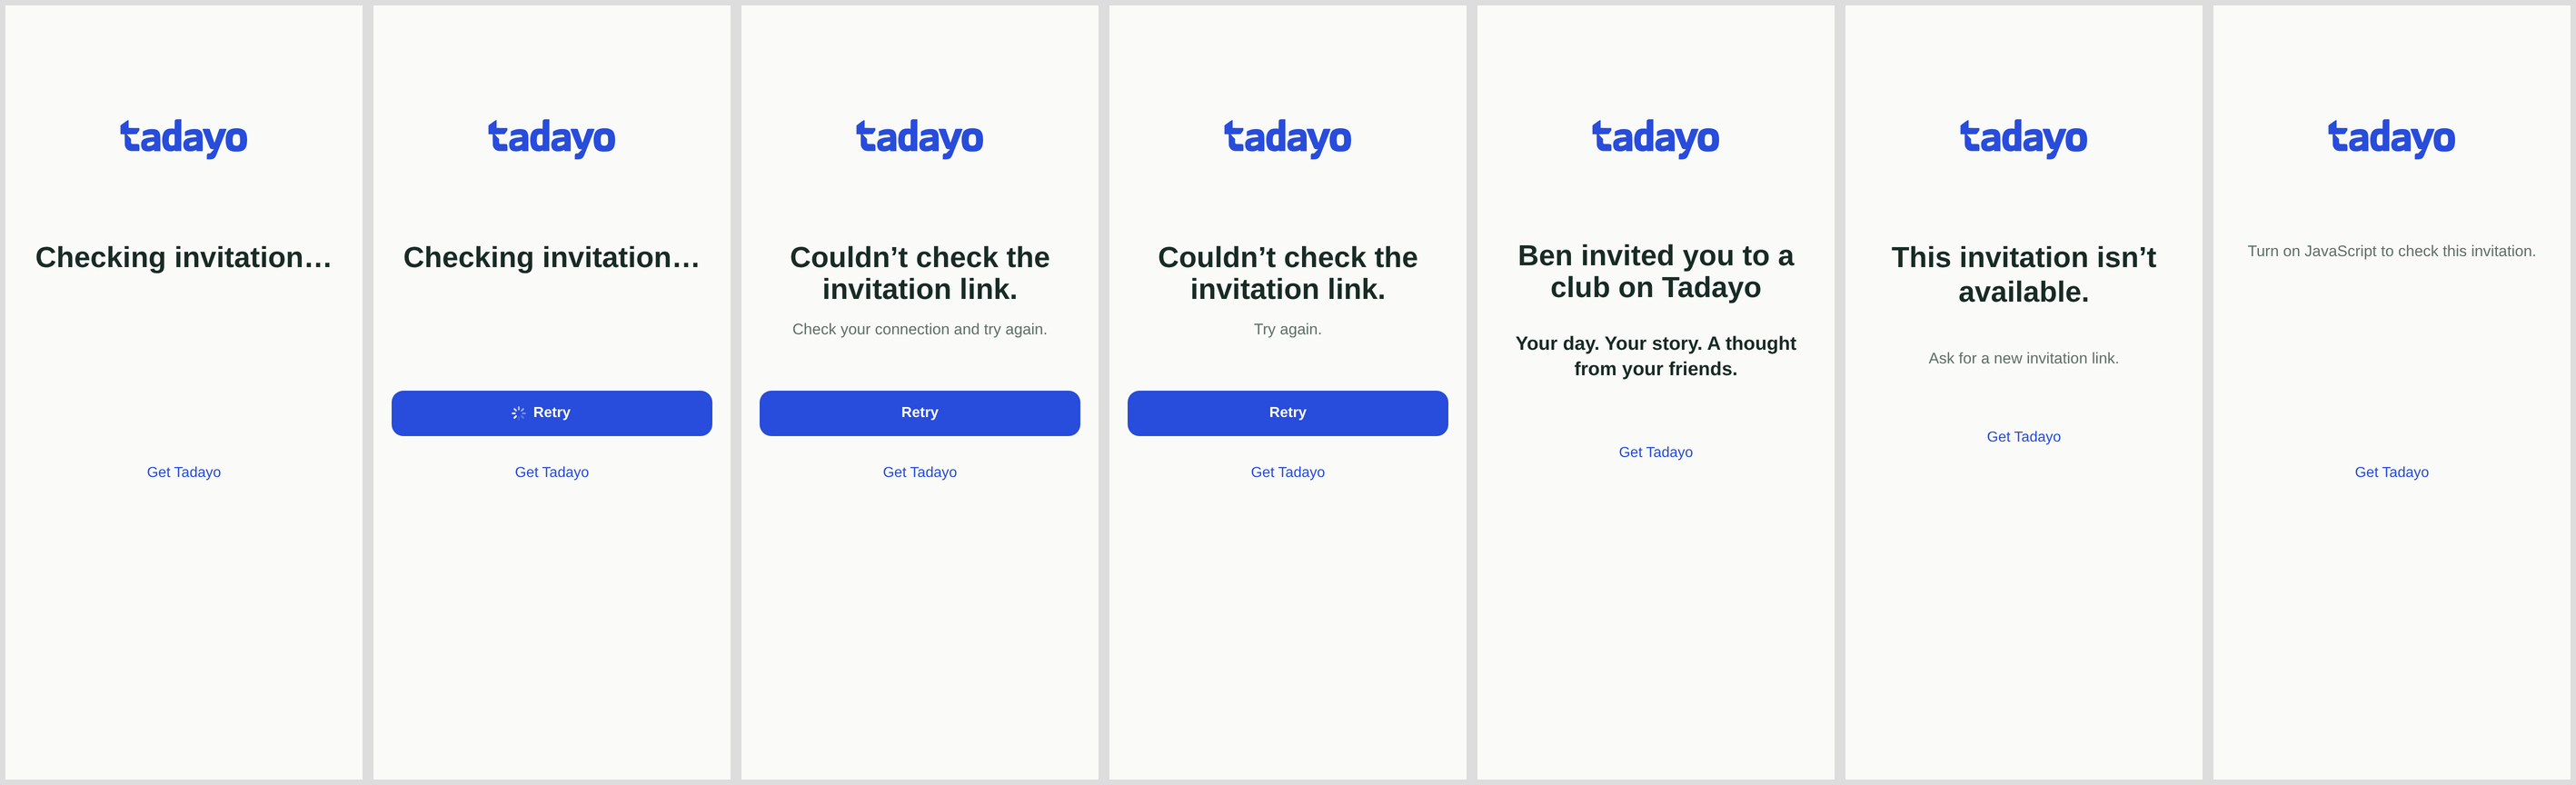 tadayo
Checking invitation…
Get Tadayo
tadayo
Checking invitation…
Retry
Get Tadayo
tadayo
Couldn’t check the
invitation link.
Check your connection and try again.
Retry
Get Tadayo
tadayo
Couldn’t check the
invitation link.
Try again.
Retry
Get Tadayo
tadayo
Ben invited you to a
club on Tadayo
Your day. Your story. A thought
from your friends.
Get Tadayo
tadayo
This invitation isn’t
available.
Ask for a new invitation link.
Get Tadayo
tadayo
Turn on JavaScript to check this invitation.
Get Tadayo